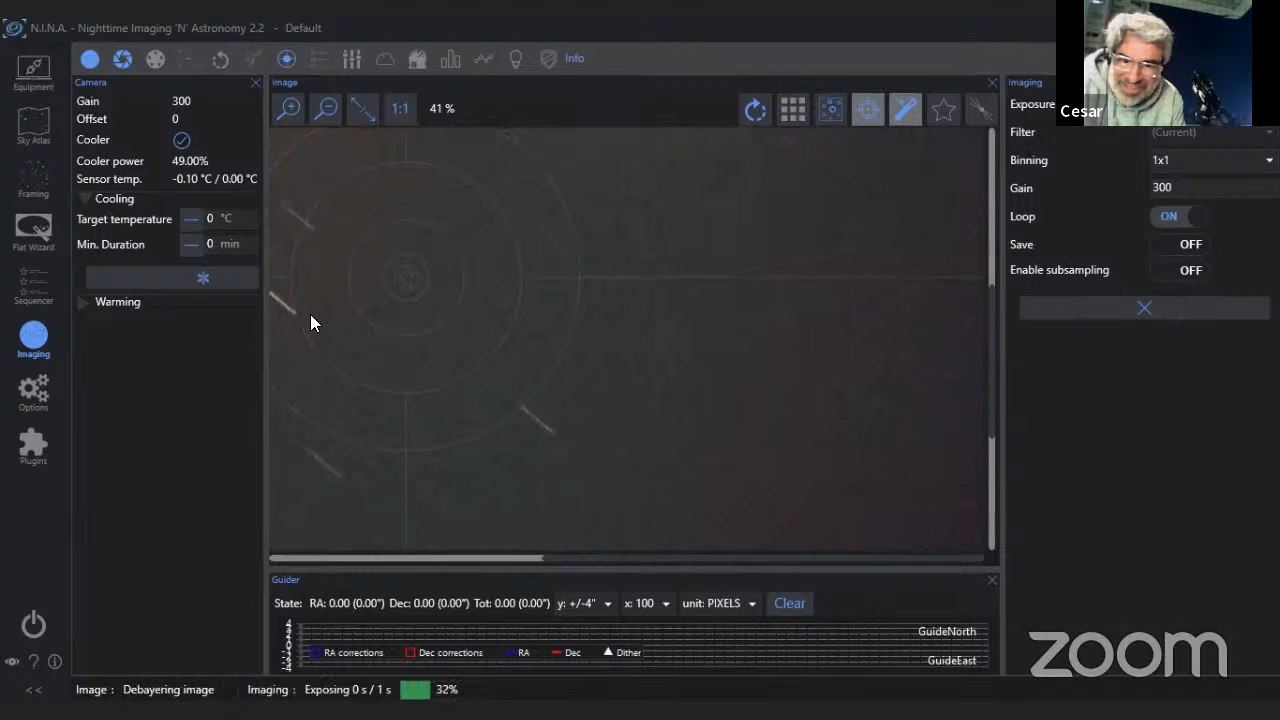 N.I.N.A. - Nighttime Imaging 'N' Astronomy 2.2 - Default
Info
Equipment
Sky Atlas
Framing
Flat Wizard
Sequencer
Imaging
Options
Plugins
<<
Camera
Gain 300
Offset 0
Cooler
Cooler power 49.00%
Sensor temp. -0.10 °C / 0.00 °C
Cooling
Target temperature 0 °C
Min. Duration 0 min
Warming
Image
1:1 41 %
Imaging
Exposure
Filter (Current)
Binning 1x1
Gain 300
Loop ON
Save OFF
Enable subsampling OFF
Cesar
Guider
State: RA: 0.00 (0.00") Dec: 0.00 (0.00") Tot: 0.00 (0.00") y: +/-4" x: 100 unit: PIXELS Clear
GuideNorth
RA corrections Dec corrections RA Dec Dither
GuideEast
Image : Debayering image Imaging : Exposing 0 s / 1 s 32%
zoom